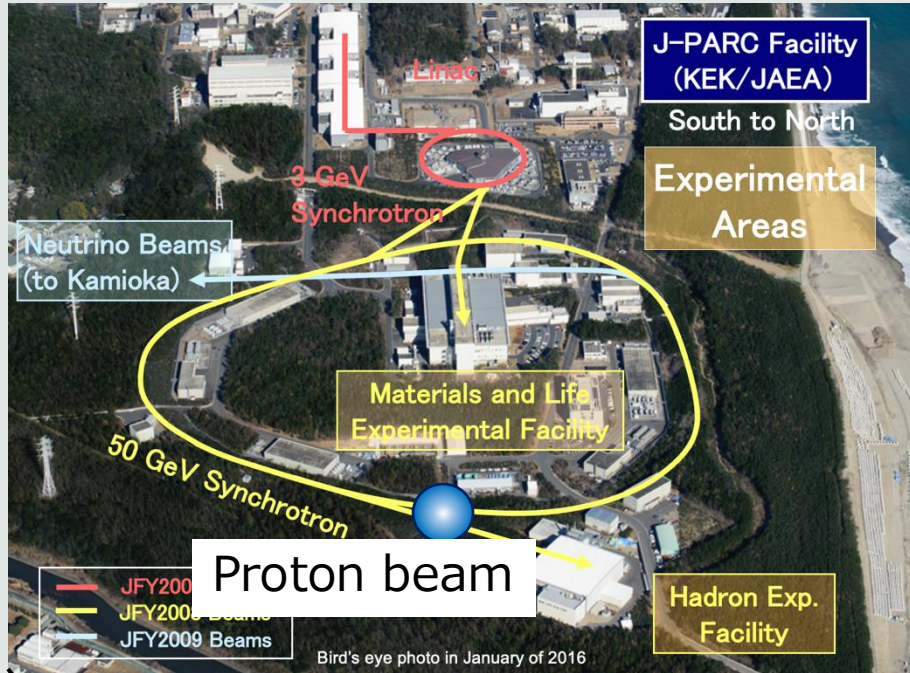 J-PARC Facility
(KEK/JAEA)
South to North
Experimental
Areas
Linac
3 GeV
Synchrotron
Neutrino Beams
(to Kamioka)
Materials and Life
Experimental Facility
50 GeV Synchrotron
Proton beam
Hadron Exp.
Facility
JFY2009 Beams
Bird's eye photo in January of 2016